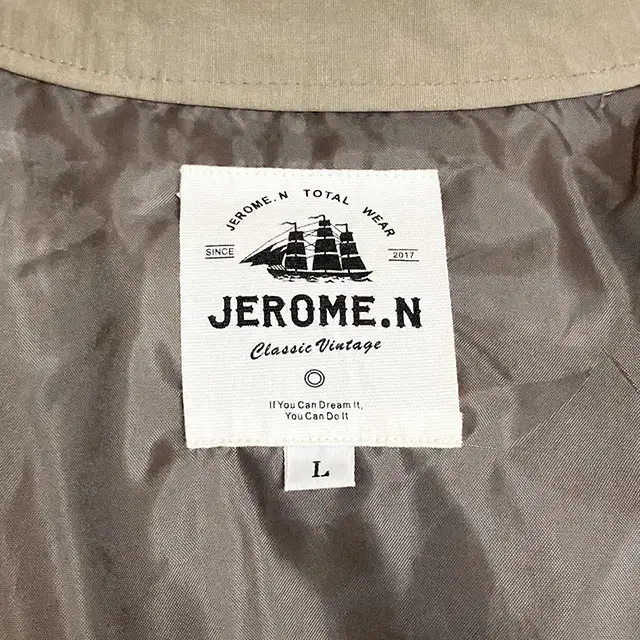 JEROME.N TOTAL WEAR
SINCE 2017
JEROME.N
Classic Vintage
If You Can Dream It,
You Can Do It
L